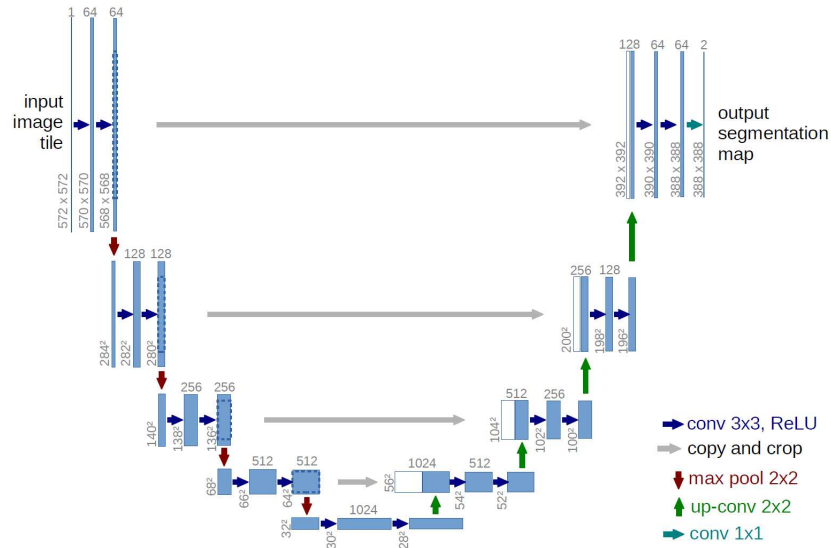 1 64 64
128 64 64 2
input
image
tile
output
segmentation
map
572 x 572
570 x 570
568 x 568
392 x 392
390 x 390
388 x 388
388 x 388
128 128
256 128
284²
282²
280²
200²
198²
196²
256 256
512 256
140²
138²
136²
104²
102²
100²
512 512
1024 512
68²
66²
64²
56²
54²
52²
1024
32²
30²
28²
conv 3x3, ReLU
copy and crop
max pool 2x2
up-conv 2x2
conv 1x1